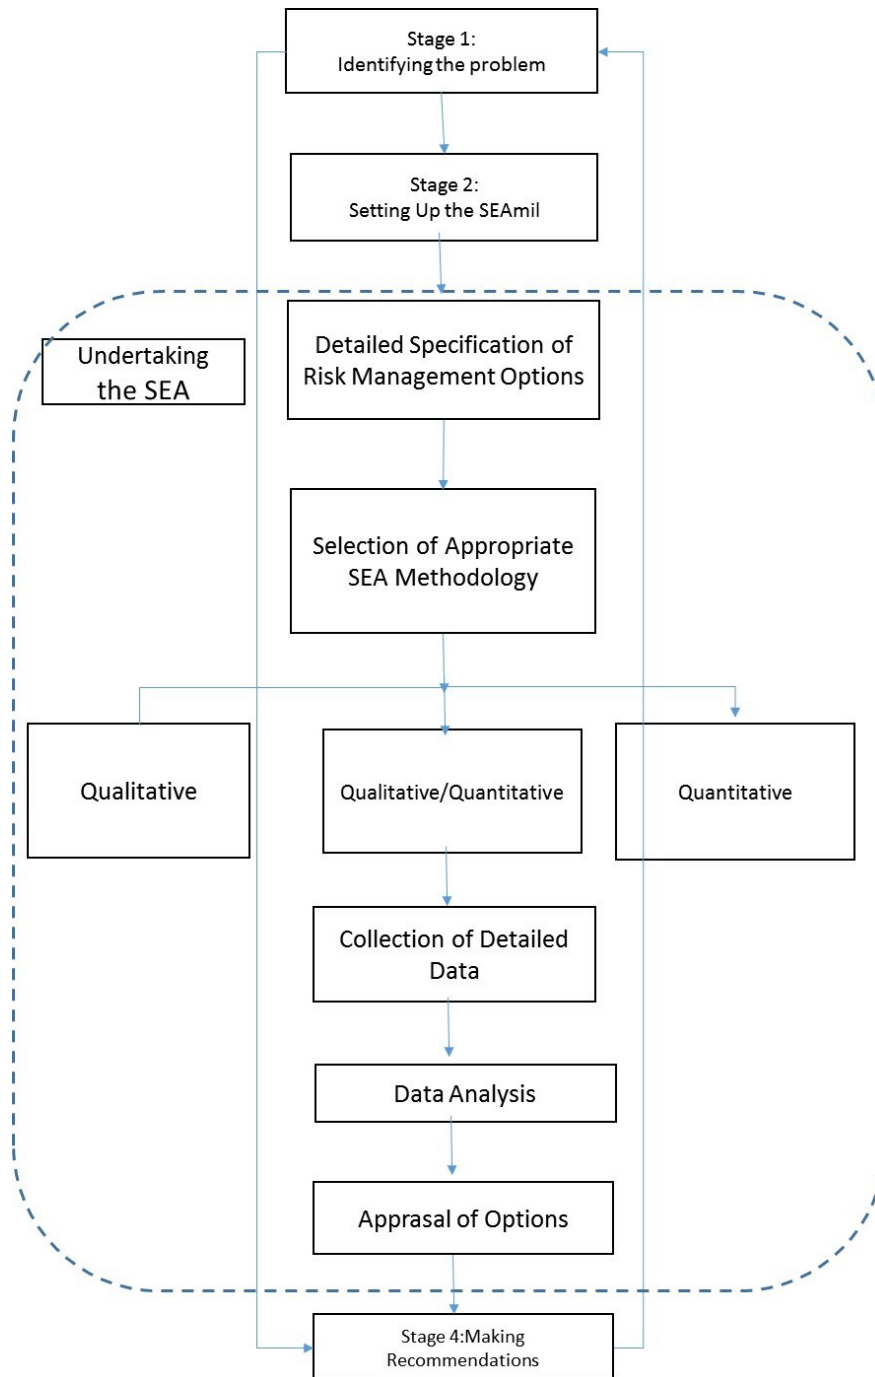 Stage 1:
Identifying the problem
Stage 2:
Setting Up the SEAmil
Undertaking
the SEA
Detailed Specification of
Risk Management Options
Selection of Appropriate
SEA Methodology
Qualitative
Qualitative/Quantitative
Quantitative
Collection of Detailed
Data
Data Analysis
Apprasal of Options
Stage 4:Making
Recommendations